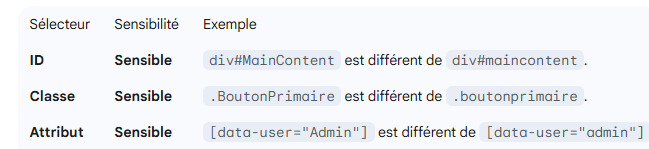 Sélecteur Sensibilité Exemple
ID Sensible div#MainContent est différent de div#maincontent.
Classe Sensible .BoutonPrimaire est différent de .boutonprimaire.
Attribut Sensible [data-user="Admin"] est différent de [data-user="admin"]